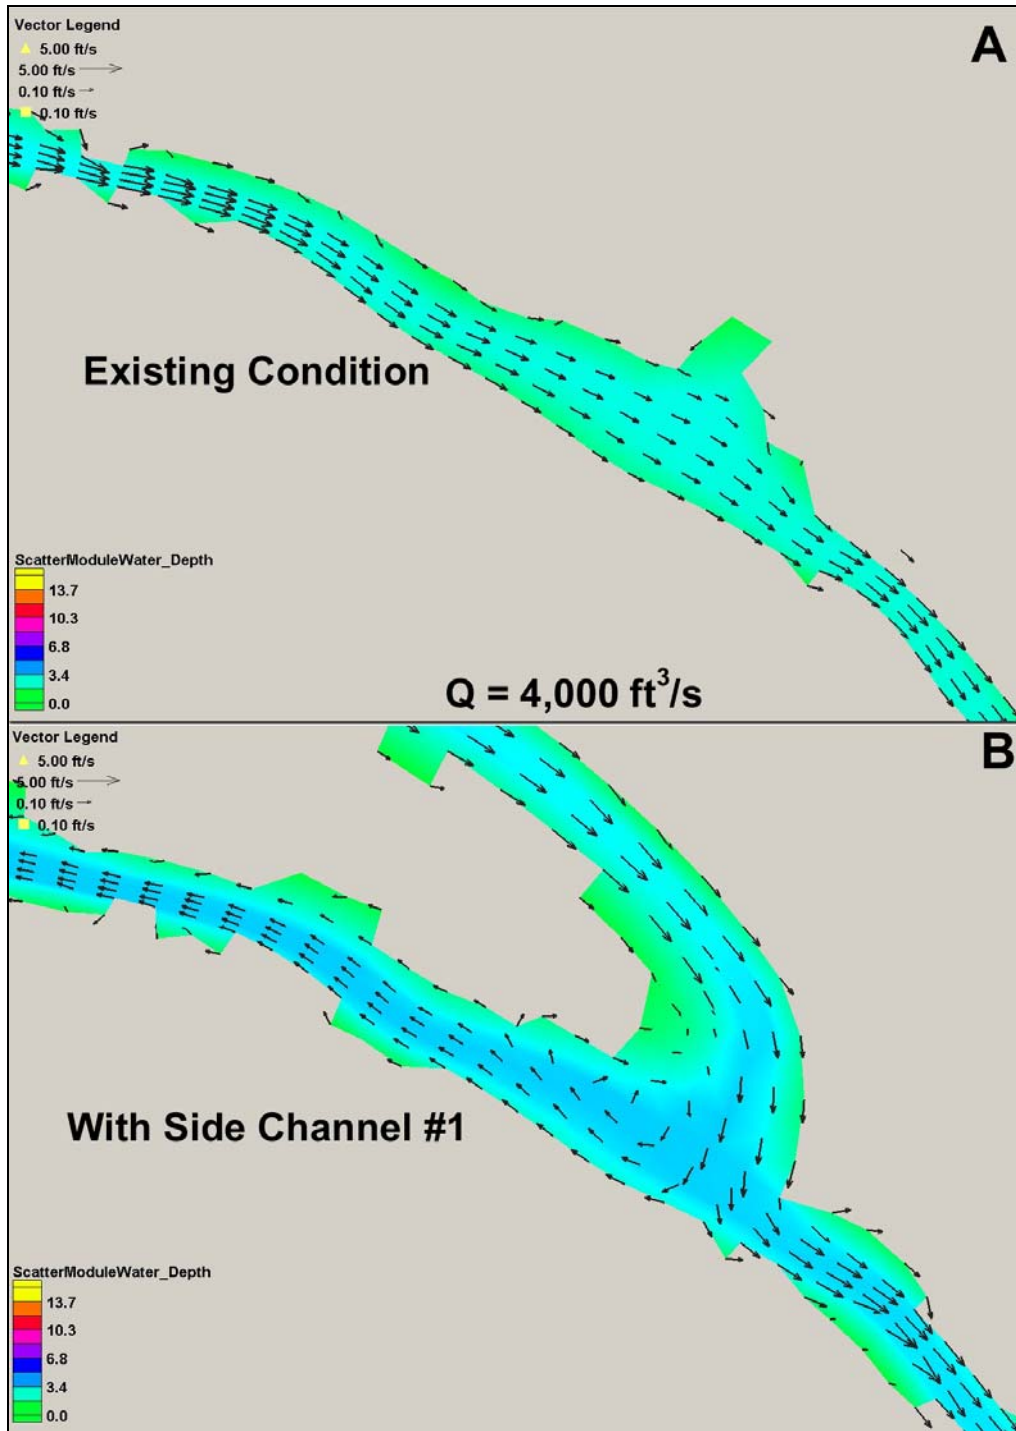 Vector Legend
5.00 ft/s
5.00 ft/s
0.10 ft/s
0.10 ft/s
A
Existing Condition
ScatterModuleWater_Depth
13.7
10.3
6.8
3.4
0.0
Q = 4,000 ft³/s
Vector Legend
5.00 ft/s
5.00 ft/s
0.10 ft/s
0.10 ft/s
B
With Side Channel #1
ScatterModuleWater_Depth
13.7
10.3
6.8
3.4
0.0